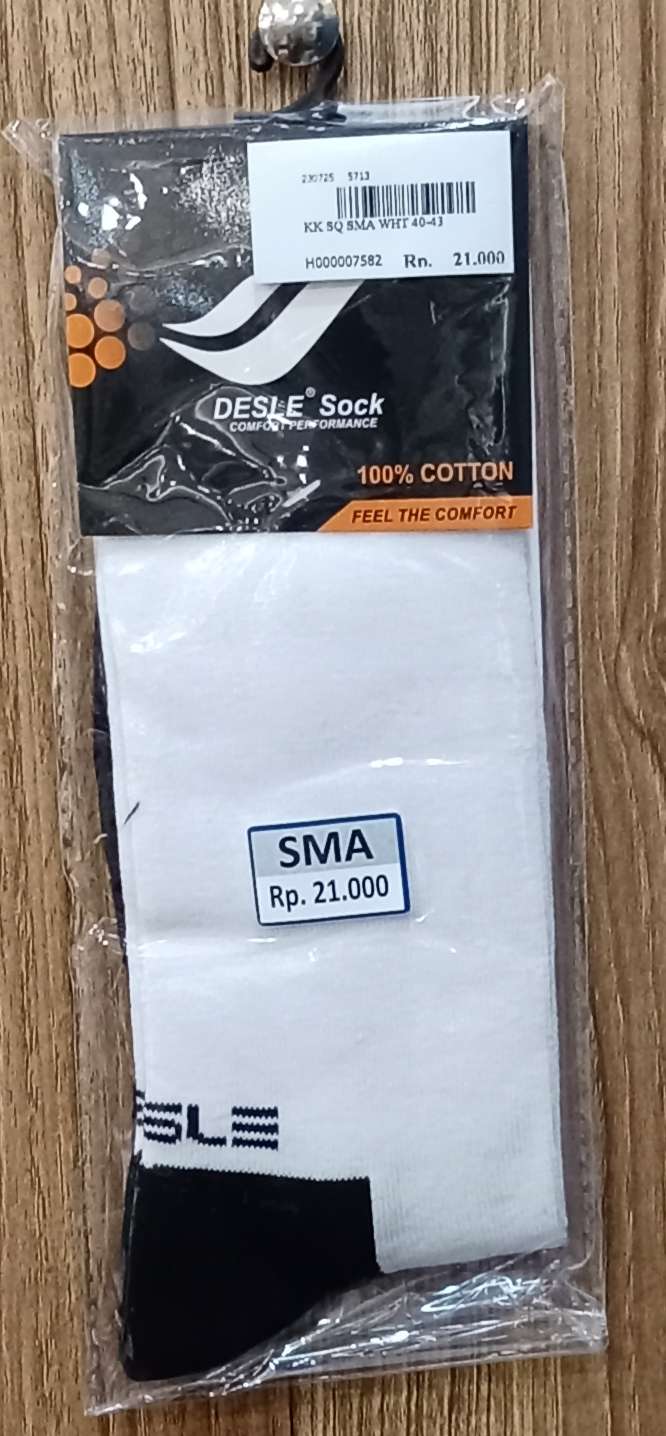 230725 5713
KK SQ SMA WHT 40-43
H000007582 Rp. 21.000
DESLE® Sock
COMFORT PERFORMANCE
100% COTTON
FEEL THE COMFORT
SMA
Rp. 21.000
SLE